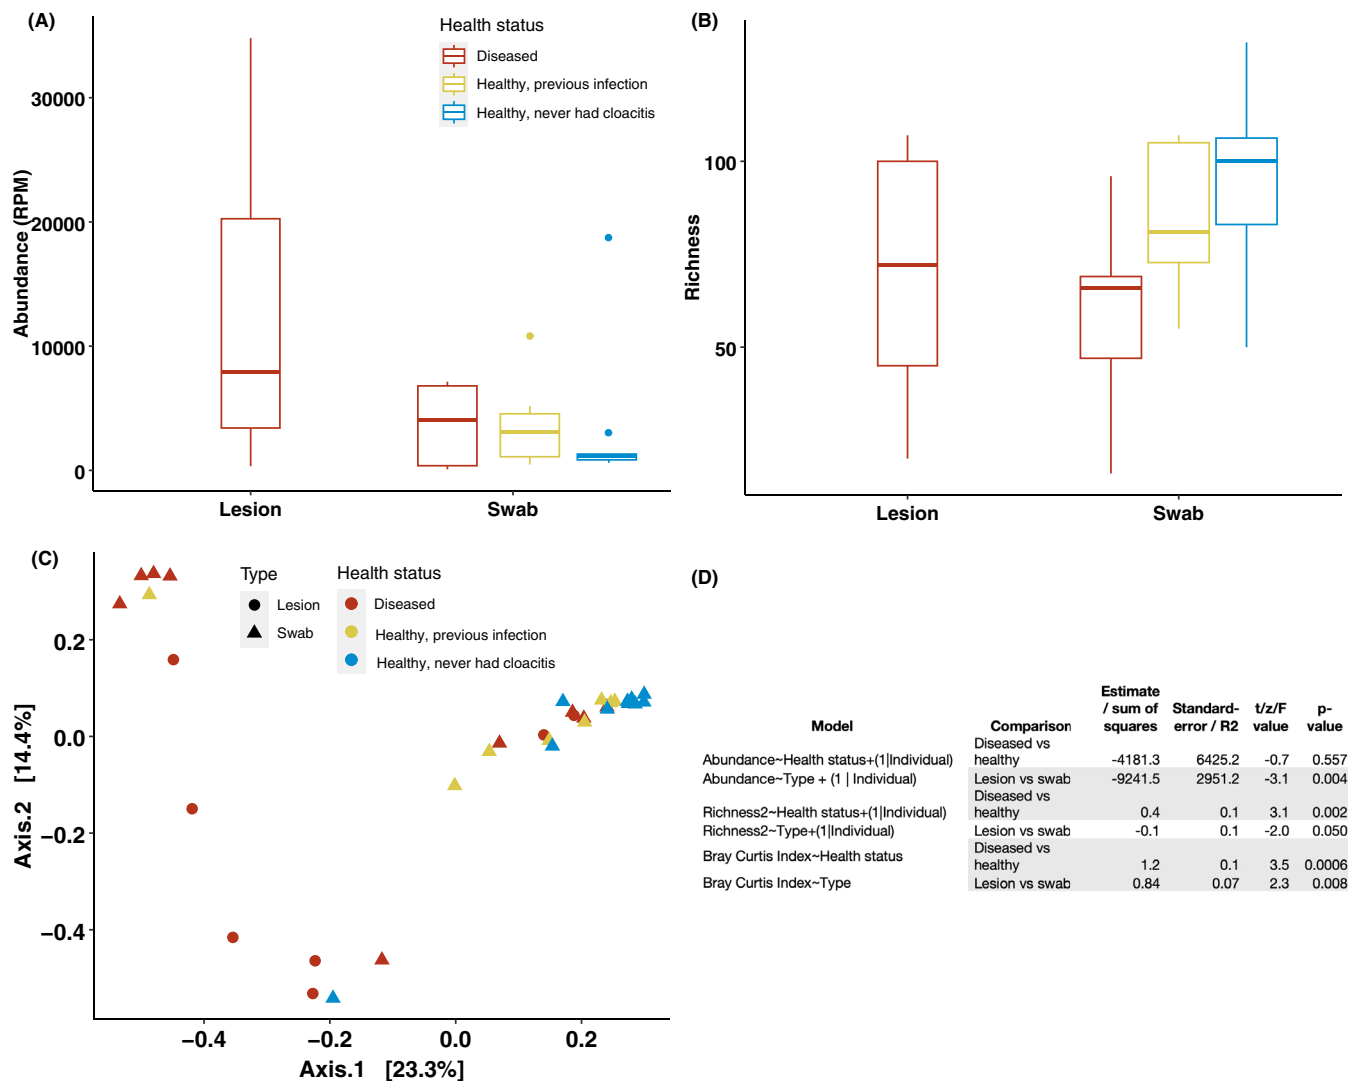 (A)
Health status
Diseased
Healthy, previous infection
Healthy, never had cloacitis
Abundance (RPM)
30000
20000
10000
0
Lesion
Swab
(B)
Richness
100
50
Lesion
Swab
(C)
Type
Lesion
Swab
Health status
Diseased
Healthy, previous infection
Healthy, never had cloacitis
Axis.2 [14.4%]
0.2
0.0
−0.2
−0.4
−0.4
−0.2
0.0
0.2
Axis.1 [23.3%]
(D)
Model Comparison Estimate / sum of squares Standard-error / R2 t/z/F value p-value
Abundance~Health status+(1|Individual) Diseased vs healthy -4181.3 6425.2 -0.7 0.557
Abundance~Type + (1 | Individual) Lesion vs swab -9241.5 2951.2 -3.1 0.004
Richness2~Health status+(1|Individual) Diseased vs healthy 0.4 0.1 3.1 0.002
Richness2~Type+(1|Individual) Lesion vs swab -0.1 0.1 -2.0 0.050
Bray Curtis Index~Health status Diseased vs healthy 1.2 0.1 3.5 0.0006
Bray Curtis Index~Type Lesion vs swab 0.84 0.07 2.3 0.008